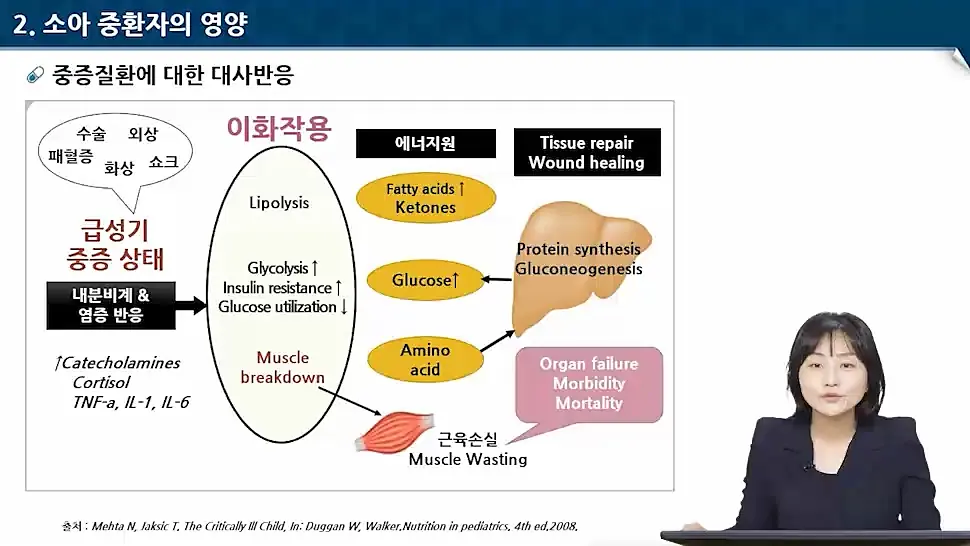 2. 소아 중환자의 영양
중증질환에 대한 대사반응
수술 외상
패혈증 화상 쇼크
급성기
중증 상태
내분비계 &
염증 반응
↑Catecholamines
Cortisol
TNF-a, IL-1, IL-6
이화작용
Lipolysis
Glycolysis↑
Insulin resistance↑
Glucose utilization↓
Muscle
breakdown
에너지원
Fatty acids↑
Ketones
Glucose↑
Amino
acid
Tissue repair
Wound healing
Protein synthesis
Gluconeogenesis
Organ failure
Morbidity
Mortality
근육손실
Muscle Wasting
출처 : Mehta N, Jaksic T. The Critically Ill Child, In: Duggan W, Walker,Nutrition in pediatrics, 4th ed,2008.